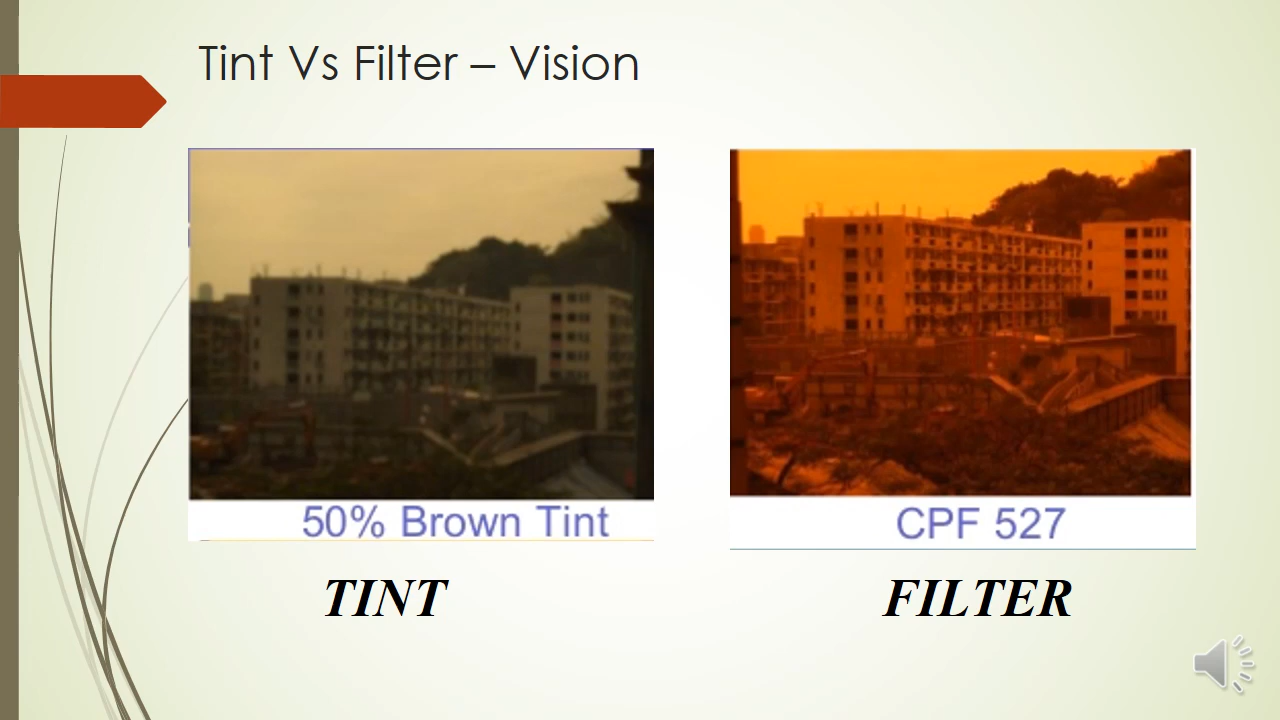 Tint Vs Filter – Vision
50% Brown Tint
CPF 527
TINT
FILTER